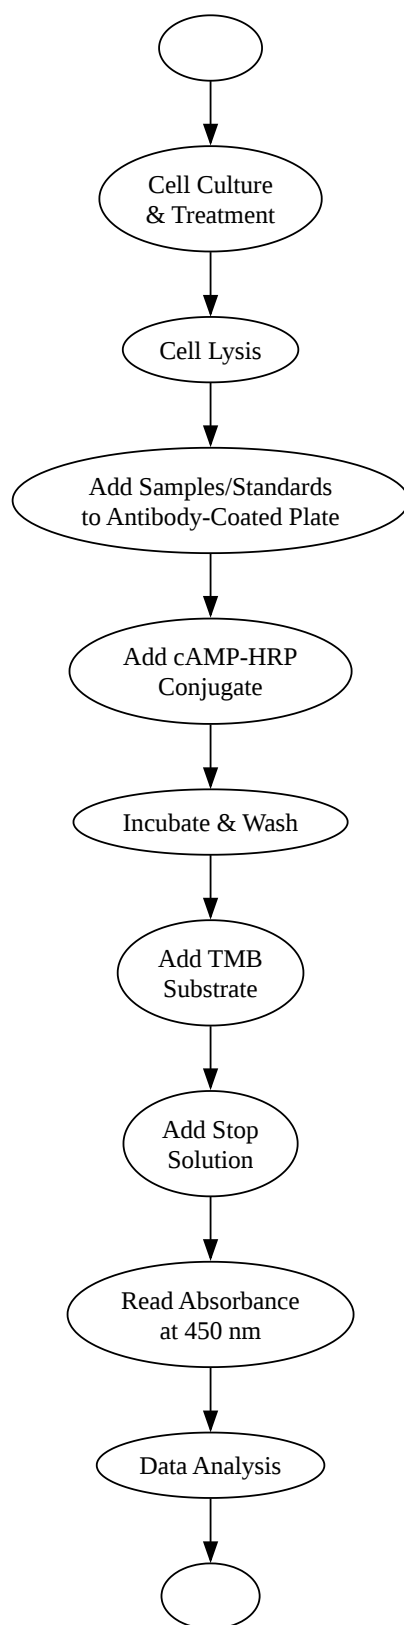 Cell Culture
& Treatment
Cell Lysis
Add Samples/Standards
to Antibody-Coated Plate
Add cAMP-HRP
Conjugate
Incubate & Wash
Add TMB
Substrate
Add Stop
Solution
Read Absorbance
at 450 nm
Data Analysis